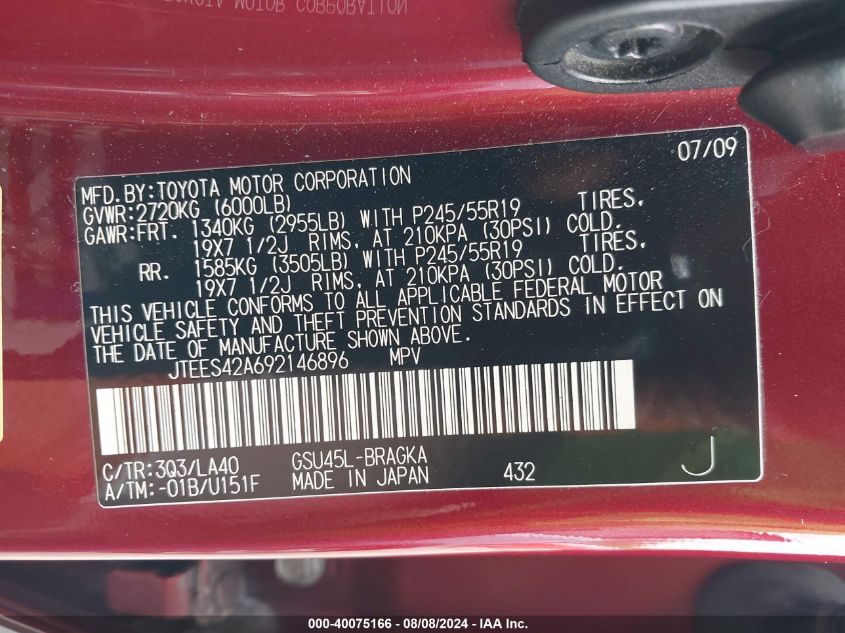 TOYOTA MOTOR CORPORATION
07/09
MFD.BY:TOYOTA MOTOR CORPORATION
GVWR:2720KG (6000LB)
GAWR:FRT. 1340KG (2955LB) WITH P245/55R19 TIRES,
19X7 1/2J RIMS, AT 210KPA (30PSI) COLD.
RR. 1585KG (3505LB) WITH P245/55R19 TIRES,
19X7 1/2J RIMS, AT 210KPA (30PSI) COLD.
THIS VEHICLE CONFORMS TO ALL APPLICABLE FEDERAL MOTOR
VEHICLE SAFETY AND THEFT PREVENTION STANDARDS IN EFFECT ON
THE DATE OF MANUFACTURE SHOWN ABOVE.
JTEES42A692146896 MPV
C/TR:3Q3/LA40 GSU45L-BRAGKA
A/TM:-01B/U151F MADE IN JAPAN 432 J
000-40075166 - 08/08/2024 - IAA Inc.